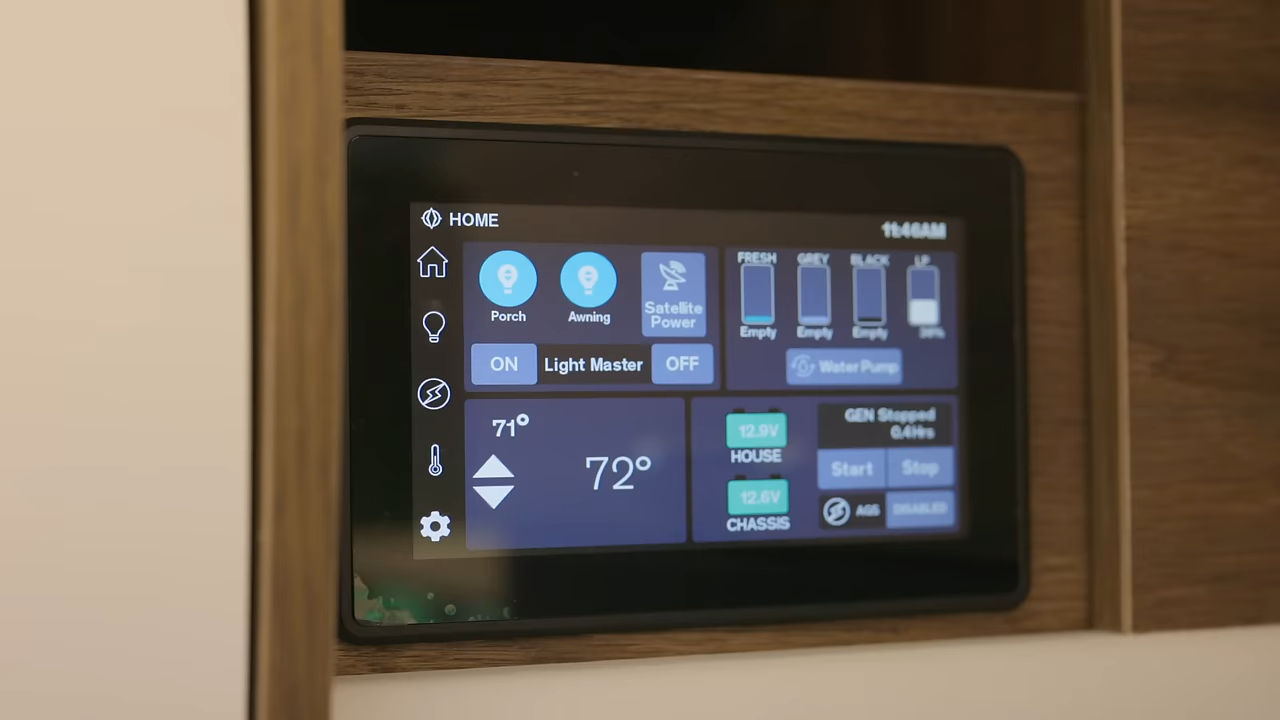 HOME
11:46AM
Porch
Awning
Satellite
Power
ON
Light Master
OFF
FRESH
GREY
BLACK
LP
Empty
Empty
Empty
Water Pump
71°
72°
12.9V
HOUSE
12.6V
CHASSIS
GEN Stopped
0.4Hrs
Start
Stop
AGS
DISABLED